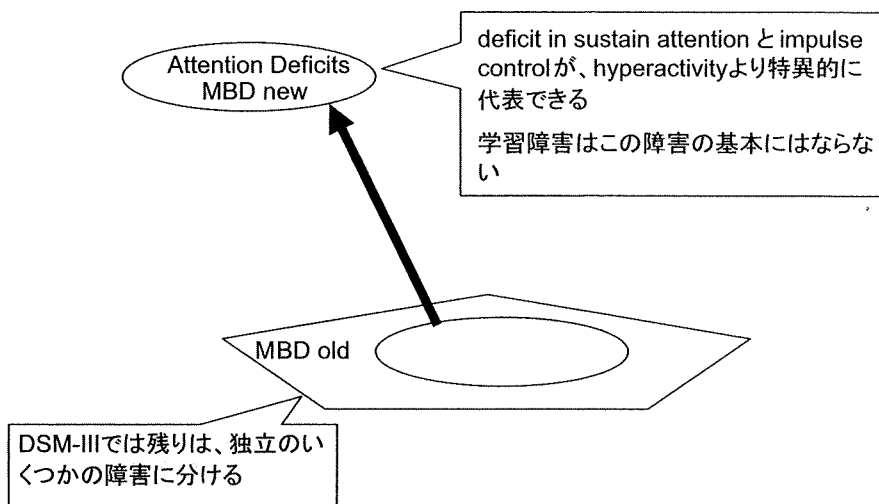 Attention Deficits
MBD new
deficit in sustain attention とimpulse
controlが、hyperactivityより特異的に
代表できる
学習障害はこの障害の基本にはならな
い
MBD old
DSM-IIIでは残りは、独立のい
くつかの障害に分ける